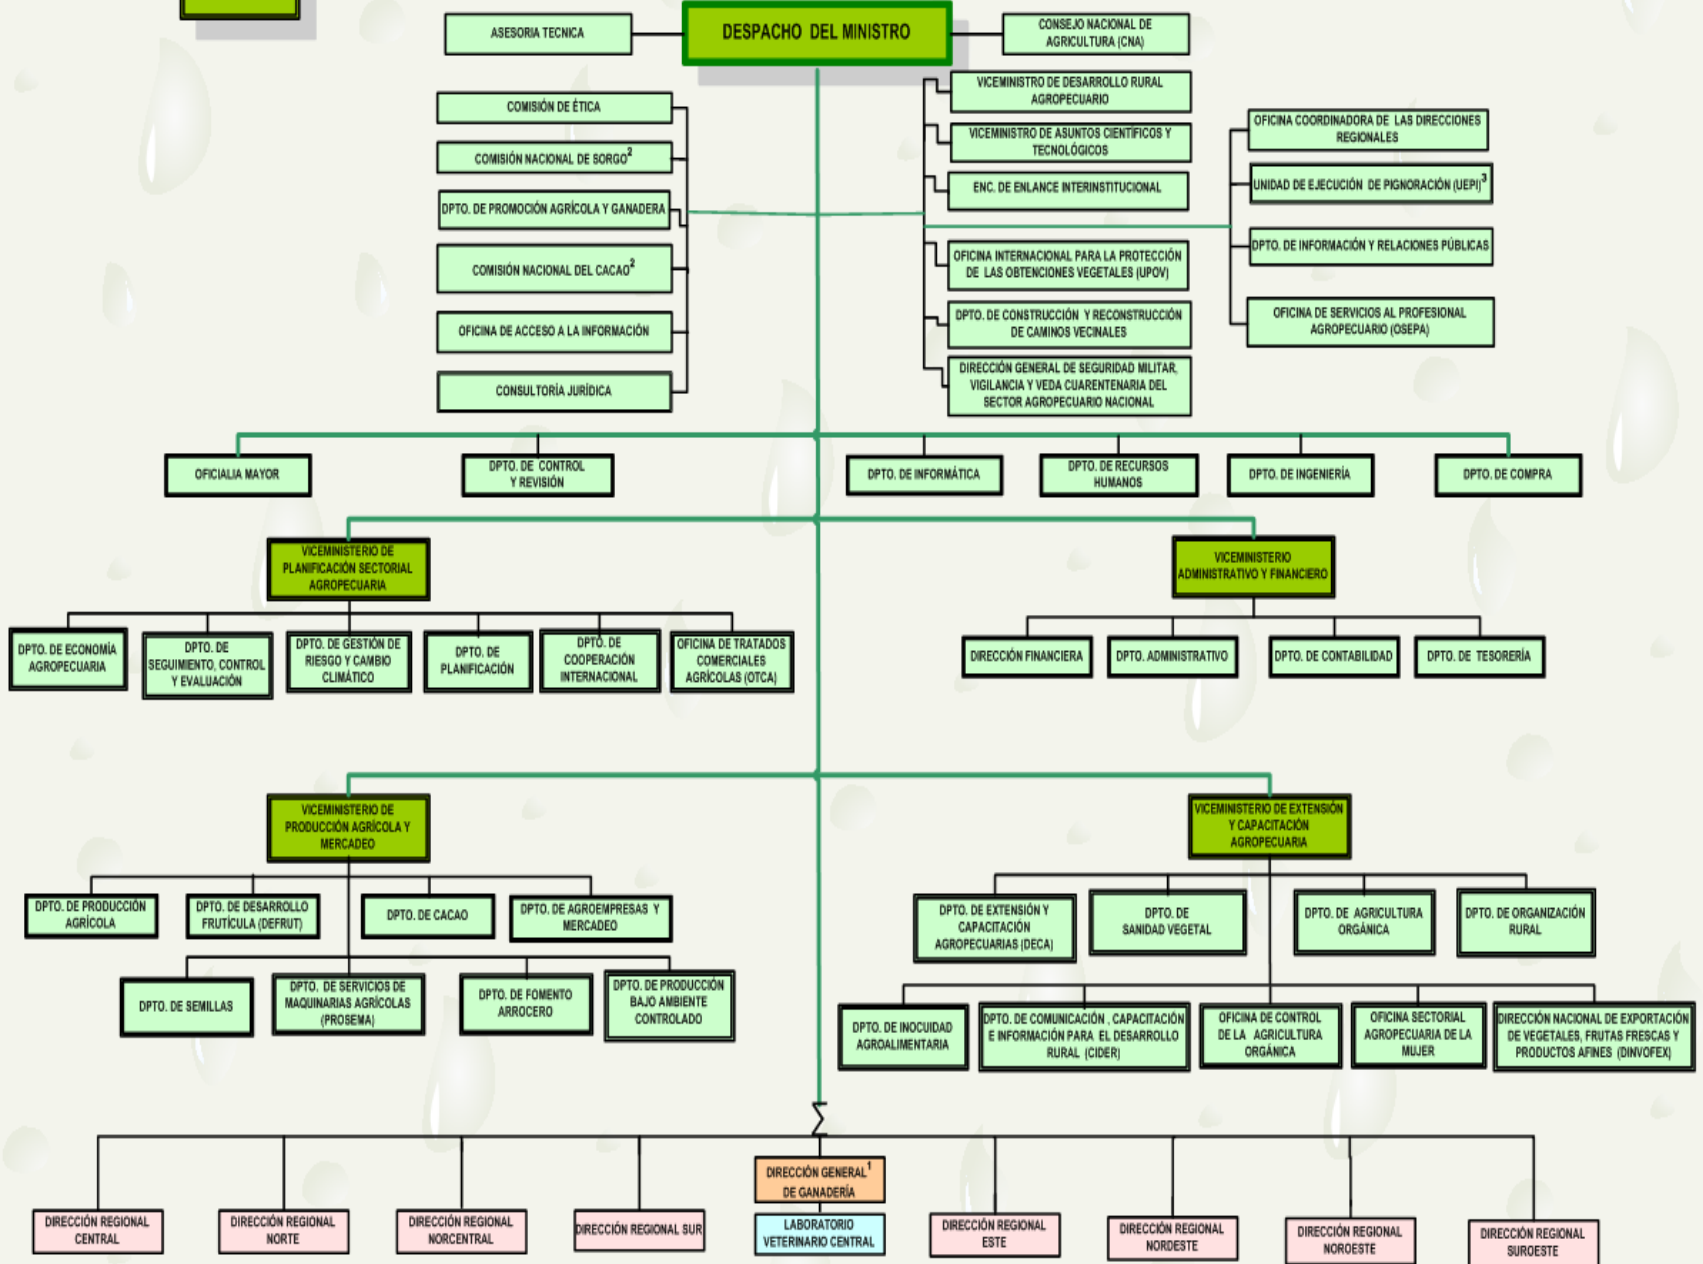 ASESORIA TECNICA
DESPACHO DEL MINISTRO
CONSEJO NACIONAL DE
AGRICULTURA (CNA)
COMISIÓN DE ÉTICA
COMISIÓN NACIONAL DE SORGO²
DPTO. DE PROMOCIÓN AGRÍCOLA Y GANADERA
COMISIÓN NACIONAL DEL CACAO²
OFICINA DE ACCESO A LA INFORMACIÓN
CONSULTORÍA JURÍDICA
VICEMINISTRO DE DESARROLLO RURAL
AGROPECUARIO
VICEMINISTRO DE ASUNTOS CIENTÍFICOS Y
TECNOLÓGICOS
ENC. DE ENLANCE INTERINSTITUCIONAL
OFICINA INTERNACIONAL PARA LA PROTECCIÓN
DE LAS OBTENCIONES VEGETALES (UPOV)
DPTO. DE CONSTRUCCIÓN Y RECONSTRUCCIÓN
DE CAMINOS VECINALES
DIRECCIÓN GENERAL DE SEGURIDAD MILITAR,
VIGILANCIA Y VEDA CUARENTENARIA DEL
SECTOR AGROPECUARIO NACIONAL
OFICINA COORDINADORA DE LAS DIRECCIONES
REGIONALES
UNIDAD DE EJECUCIÓN DE PIGNORACIÓN (UEPI)³
DPTO. DE INFORMACIÓN Y RELACIONES PÚBLICAS
OFICINA DE SERVICIOS AL PROFESIONAL
AGROPECUARIO (OSEPA)
OFICIALIA MAYOR
DPTO. DE CONTROL
Y REVISIÓN
DPTO. DE INFORMÁTICA
DPTO. DE RECURSOS
HUMANOS
DPTO. DE INGENIERÍA
DPTO. DE COMPRA
VICEMINISTERIO DE
PLANIFICACIÓN SECTORIAL
AGROPECUARIA
VICEMINISTERIO
ADMINISTRATIVO Y FINANCIERO
DPTO. DE ECONOMÍA
AGROPECUARIA
DPTO. DE
SEGUIMIENTO, CONTROL
Y EVALUACIÓN
DPTO. DE GESTIÓN DE
RIESGO Y CAMBIO
CLIMÁTICO
DPTO. DE
PLANIFICACIÓN
DPTO. DE
COOPERACIÓN
INTERNACIONAL
OFICINA DE TRATADOS
COMERCIALES
AGRÍCOLAS (OTCA)
DIRECCIÓN FINANCIERA
DPTO. ADMINISTRATIVO
DPTO. DE CONTABILIDAD
DPTO. DE TESORERÍA
VICEMINISTERIO DE
PRODUCCIÓN AGRÍCOLA Y
MERCADEO
VICEMINISTERIO DE EXTENSIÓN
Y CAPACITACIÓN
AGROPECUARIA
DPTO. DE PRODUCCIÓN
AGRÍCOLA
DPTO. DE DESARROLLO
FRUTÍCULA (DEFRUT)
DPTO. DE CACAO
DPTO. DE AGROEMPRESAS Y
MERCADEO
DPTO. DE SEMILLAS
DPTO. DE SERVICIOS DE
MAQUINARIAS AGRÍCOLAS
(PROSEMA)
DPTO. DE FOMENTO
ARROCERO
DPTO. DE PRODUCCIÓN
BAJO AMBIENTE
CONTROLADO
DPTO. DE EXTENSIÓN Y
CAPACITACIÓN
AGROPECUARIAS (DECA)
DPTO. DE
SANIDAD VEGETAL
DPTO. DE AGRICULTURA
ORGÁNICA
DPTO. DE ORGANIZACIÓN
RURAL
DPTO. DE INOCUIDAD
AGROALIMENTARIA
DPTO. DE COMUNICACIÓN , CAPACITACIÓN
E INFORMACIÓN PARA EL DESARROLLO
RURAL (CIDER)
OFICINA DE CONTROL
DE LA AGRICULTURA
ORGÁNICA
OFICINA SECTORIAL
AGROPECUARIA DE LA
MUJER
DIRECCIÓN NACIONAL DE EXPORTACIÓN
DE VEGETALES, FRUTAS FRESCAS Y
PRODUCTOS AFINES (DINVOFEX)
DIRECCIÓN REGIONAL
CENTRAL
DIRECCIÓN REGIONAL
NORTE
DIRECCIÓN REGIONAL
NORCENTRAL
DIRECCIÓN REGIONAL SUR
DIRECCIÓN GENERAL¹
DE GANADERÍA
LABORATORIO
VETERINARIO CENTRAL
DIRECCIÓN REGIONAL
ESTE
DIRECCIÓN REGIONAL
NORDESTE
DIRECCIÓN REGIONAL
NOROESTE
DIRECCIÓN REGIONAL
SUROESTE